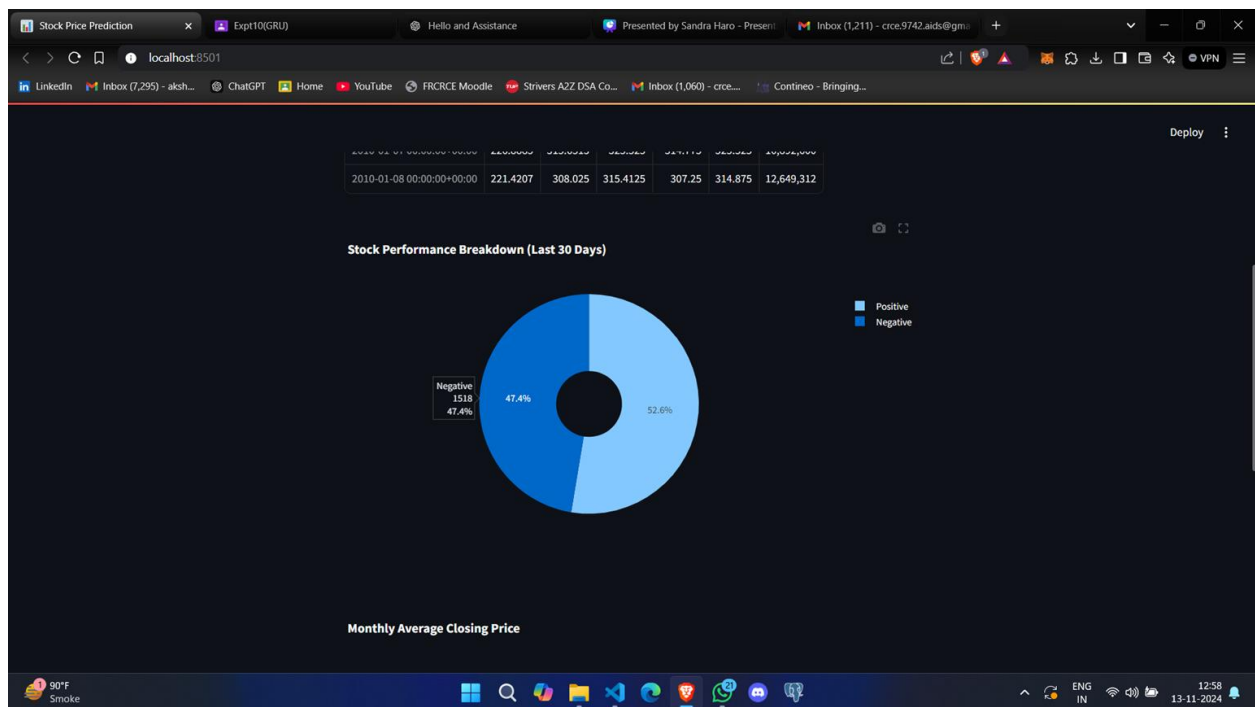 Stock Price Prediction
Expt10(GRU)
Hello and Assistance
Presented by Sandra Haro - Present
Inbox (1,211) - crce.9742.aids@gma
localhost:8501
1
VPN
LinkedIn
Inbox (7,295) - aksh...
ChatGPT
Home
YouTube
FRCRCE Moodle
Strivers A2Z DSA Co...
Inbox (1,060) - crce....
Contineo - Bringing...
Deploy
2010-01-08 00:00:00+00:00 221.4207 308.025 315.4125 307.25 314.875 12,649,312
Stock Performance Breakdown (Last 30 Days)
Positive
Negative
Negative
1518
47.4%
47.4%
52.6%
Monthly Average Closing Price
1
90°F
Smoke
21
ENG
IN
12:58
13-11-2024